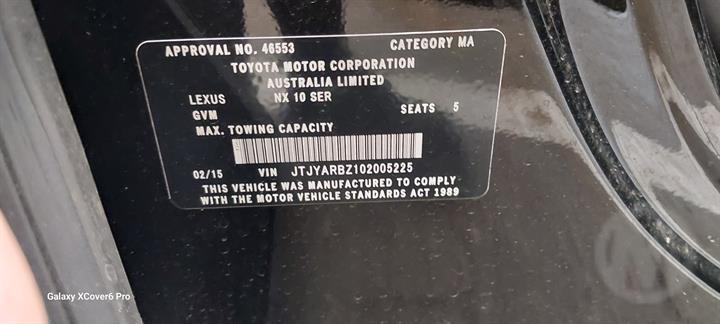 APPROVAL NO. 46553 CATEGORY MA
TOYOTA MOTOR CORPORATION
AUSTRALIA LIMITED
LEXUS NX 10 SER
GVM SEATS 5
MAX. TOWING CAPACITY
02/15 VIN JTJYARBZ102005225
THIS VEHICLE WAS MANUFACTURED TO COMPLY
WITH THE MOTOR VEHICLE STANDARDS ACT 1989
Galaxy XCover6 Pro